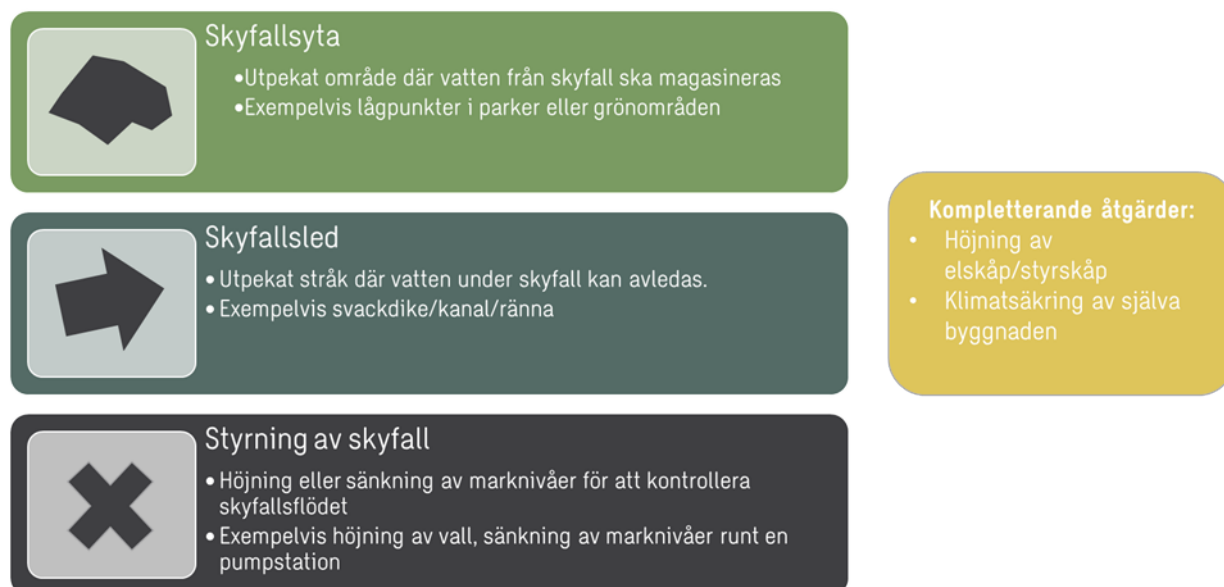 Skyfallsyta
•Utpekat område där vatten från skyfall ska magasineras
•Exempelvis lågpunkter i parker eller grönområden
Skyfallsled
• Utpekat stråk där vatten under skyfall kan avledas.
• Exempelvis svackdike/kanal/ränna
Styrning av skyfall
• Höjning eller sänkning av marknivåer för att kontrollera
skyfallsflödet
• Exempelvis höjning av vall, sänkning av marknivåer runt en
pumpstation
Kompletterande åtgärder:
• Höjning av
elskåp/styrskåp
• Klimatsäkring av själva
byggnaden